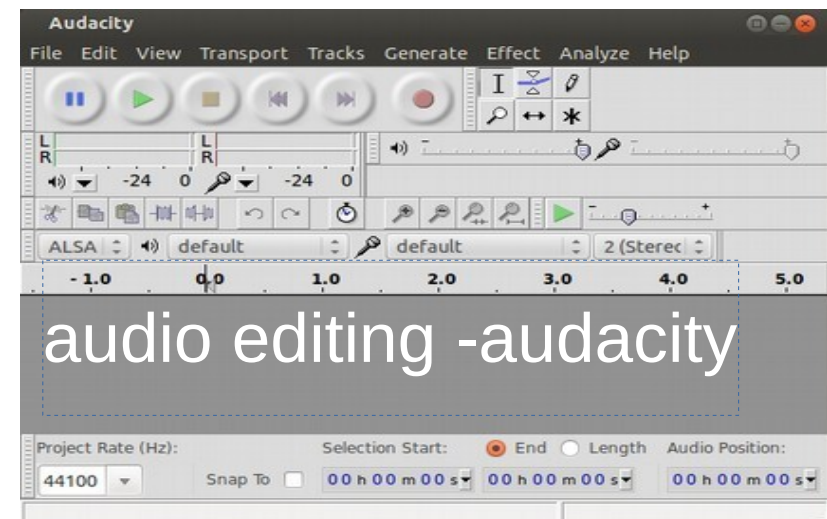 Audacity
File Edit View Transport Tracks Generate Effect Analyze Help
L
R
L
R
-24 0
-24 0
ALSA default default 2 (Sterec
- 1.0 0.0 1.0 2.0 3.0 4.0 5.0
audio editing -audacity
Project Rate (Hz): Selection Start: End Length Audio Position:
44100 Snap To 00 h 00 m 00 s 00 h 00 m 00 s 00 h 00 m 00 s